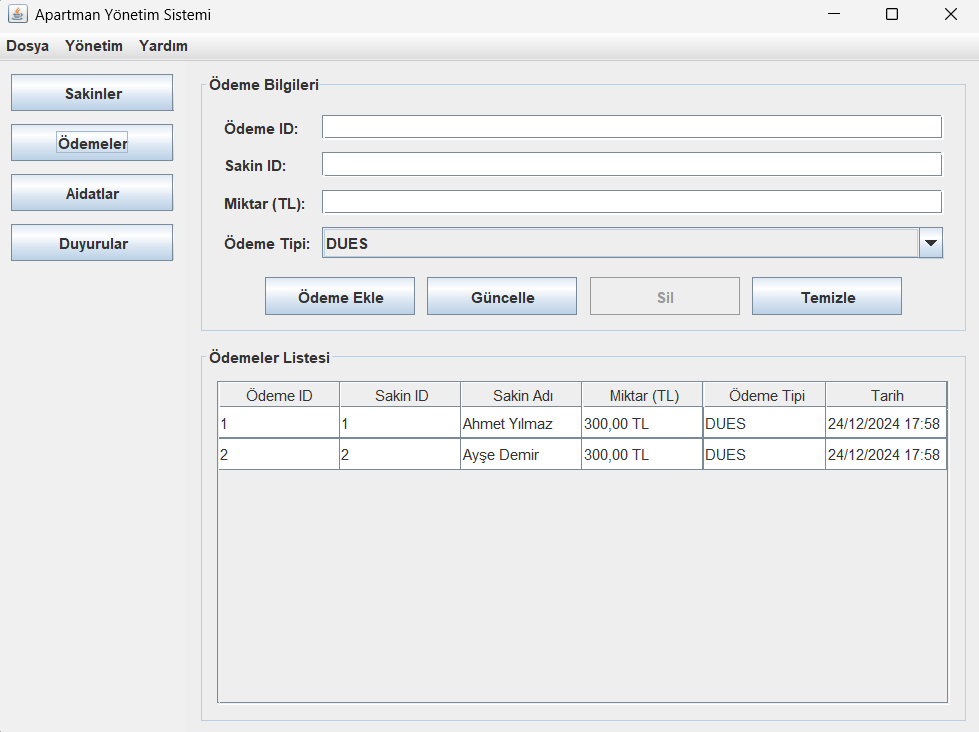 Apartman Yönetim Sistemi
Dosya Yönetim Yardım
Sakinler
Ödemeler
Aidatlar
Duyurular
Ödeme Bilgileri
Ödeme ID:
Sakin ID:
Miktar (TL):
Ödeme Tipi: DUES
Ödeme Ekle Güncelle Sil Temizle
Ödemeler Listesi
Ödeme ID Sakin ID Sakin Adı Miktar (TL) Ödeme Tipi Tarih
1 1 Ahmet Yılmaz 300,00 TL DUES 24/12/2024 17:58
2 2 Ayşe Demir 300,00 TL DUES 24/12/2024 17:58